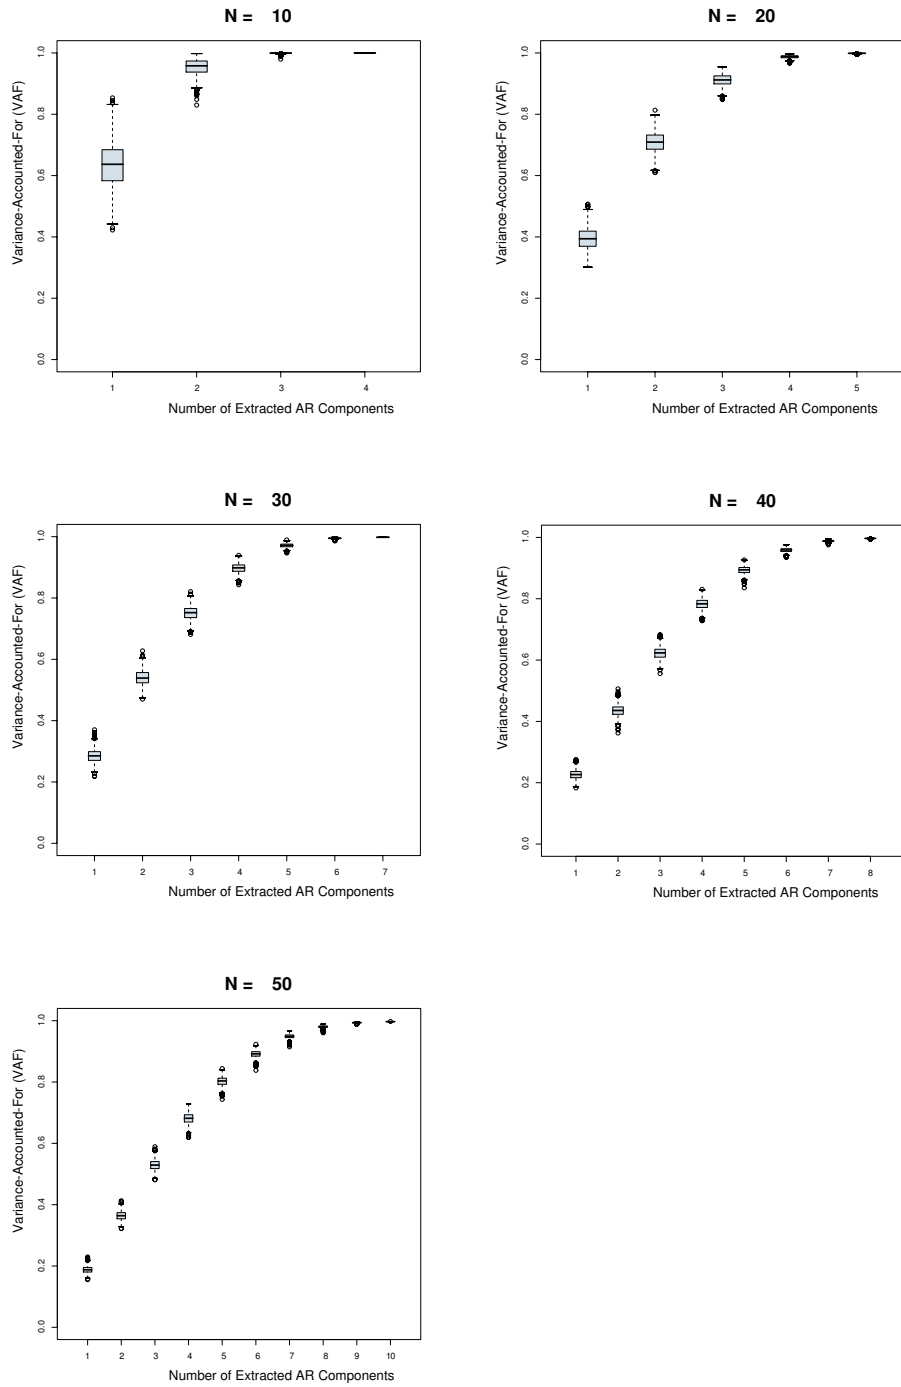 N = 10
1.0
0.8
0.6
0.4
0.2
0.0
Variance-Accounted-For (VAF)
1 2 3 4
Number of Extracted AR Components
N = 20
1.0
0.8
0.6
0.4
0.2
0.0
Variance-Accounted-For (VAF)
1 2 3 4 5
Number of Extracted AR Components
N = 30
1.0
0.8
0.6
0.4
0.2
0.0
Variance-Accounted-For (VAF)
1 2 3 4 5 6 7
Number of Extracted AR Components
N = 40
1.0
0.8
0.6
0.4
0.2
0.0
Variance-Accounted-For (VAF)
1 2 3 4 5 6 7 8
Number of Extracted AR Components
N = 50
1.0
0.8
0.6
0.4
0.2
0.0
Variance-Accounted-For (VAF)
1 2 3 4 5 6 7 8 9 10
Number of Extracted AR Components